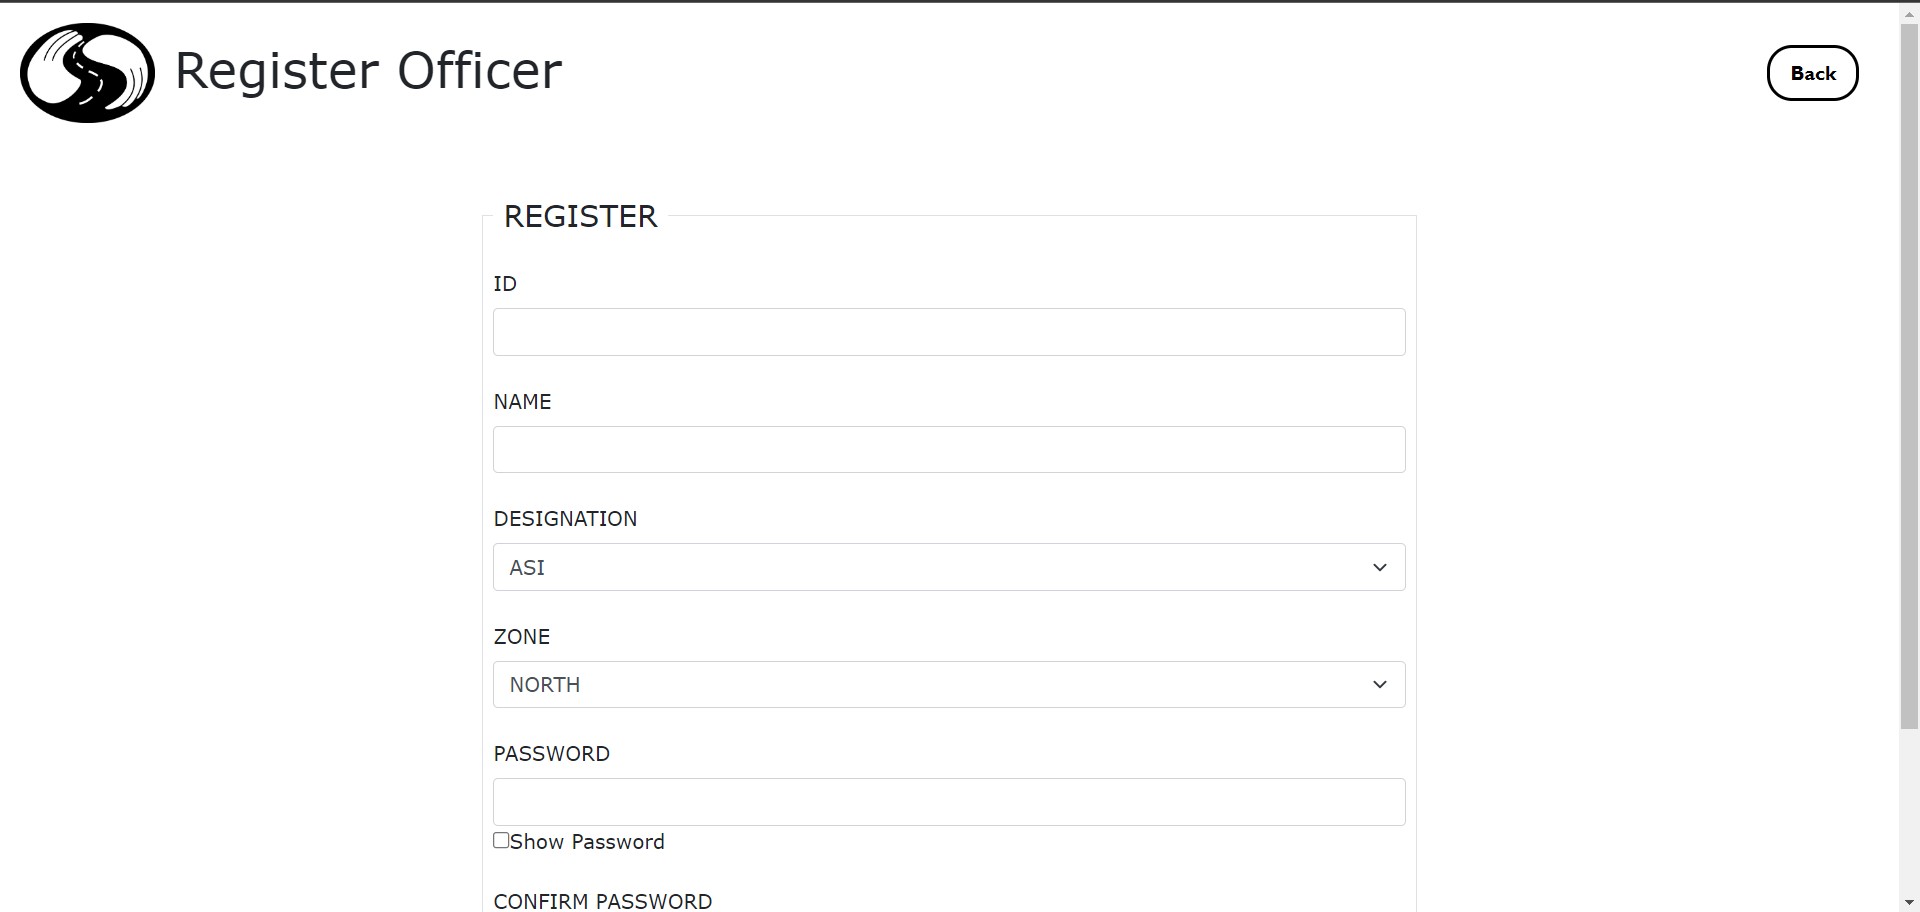 Register Officer
Back
REGISTER
ID
NAME
DESIGNATION
ASI
ZONE
NORTH
PASSWORD
Show Password
CONFIRM PASSWORD